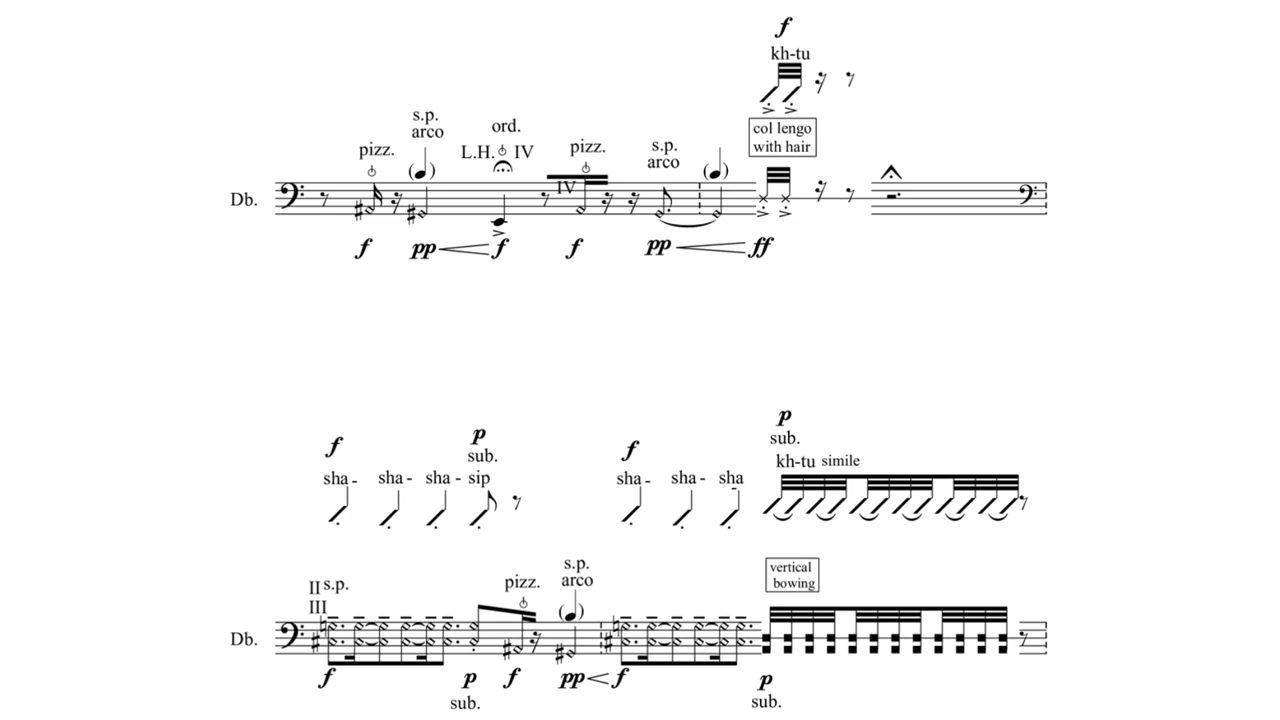 f
kh-tu
s.p.
arco
ord.
pizz.
L.H. IV
pizz.
s.p.
arco
col lengo
with hair
Db.
IV
f pp f f pp ff
p
sub.
f
p
sub.
f
kh-tu simile
sha - sha - sha - sip
sha - sha - sha -
s.p.
arco
vertical
bowing
II s.p.
III
pizz.
Db.
f p f pp f p
sub. sub.